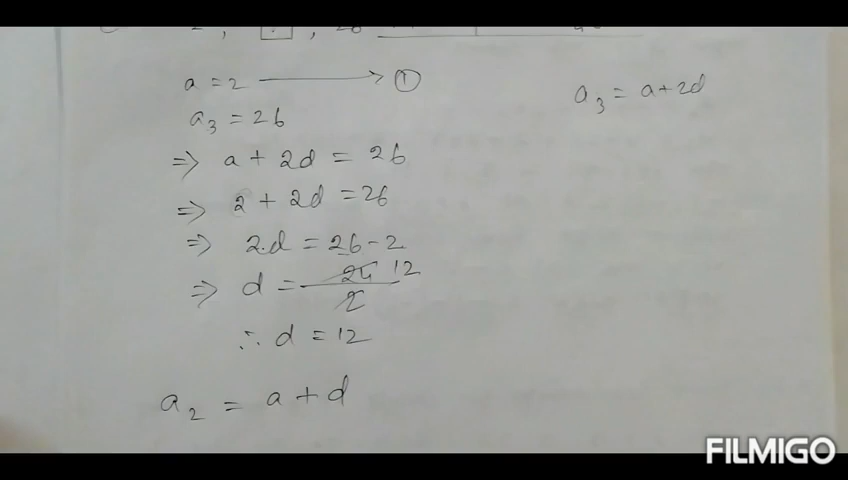 a = 2 ———> ①
a₃ = a + 2d
a₃ = 26
=> a + 2d = 26
=> 2 + 2d = 26
=> 2d = 26 - 2
=> d = 24/2 12
∴ d = 12
a₂ = a + d
FILMIGO